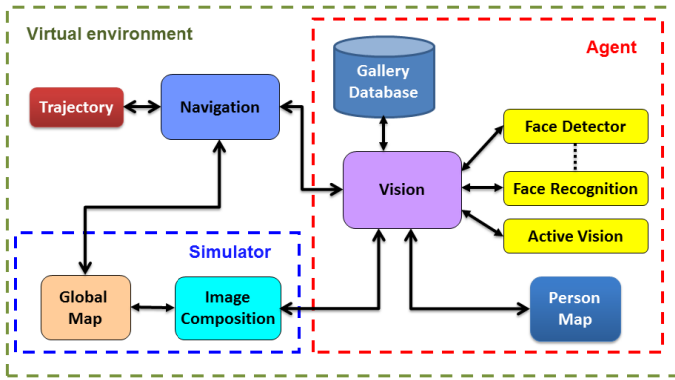 Virtual environment
Agent
Trajectory
Navigation
Gallery
Database
Face Detector
Vision
Face Recognition
Active Vision
Simulator
Global
Map
Image
Composition
Person
Map